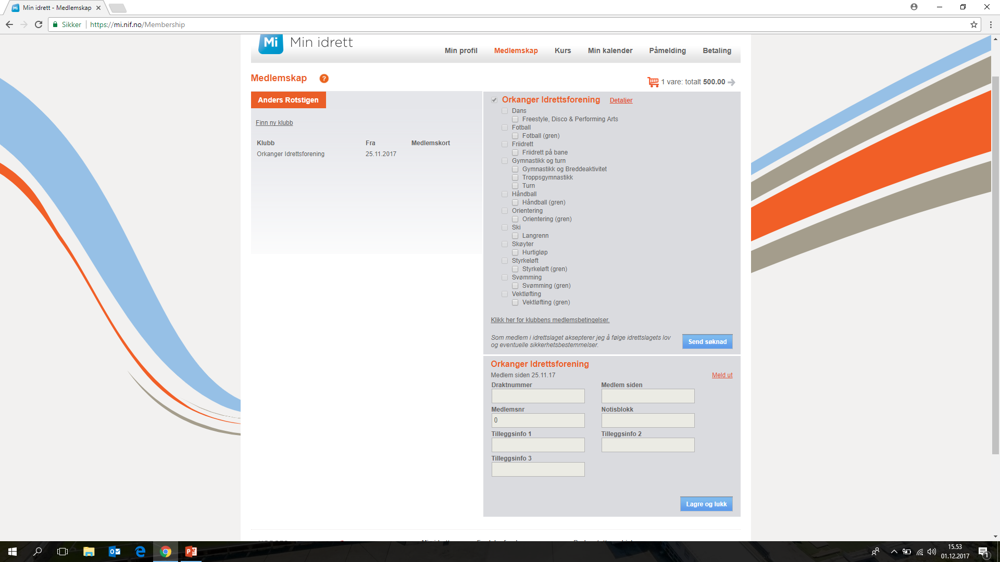 Min idrett - Medlemskap
Sikker
https://mi.nif.no/Membership
Mi Min idrett
Min profil Medlemskap Kurs Min kalender Påmelding Betaling
Medlemskap ?
1 vare: totalt 500.00
Anders Rotstigen
Finn ny klubb
Klubb Fra Medlemskort
Orkanger Idrettsforening 25.11.2017
Orkanger Idrettsforening Detaljer
Dans
Freestyle, Disco & Performing Arts
Fotball
Fotball (gren)
Friidrett
Friidrett på bane
Gymnastikk og turn
Gymnastikk og Breddeaktivitet
Troppsgymnastikk
Turn
Håndball
Håndball (gren)
Orientering
Orientering (gren)
Ski
Langrenn
Skøyter
Hurtigløp
Styrkeløft
Styrkeløft (gren)
Svømming
Svømming (gren)
Vektløfting
Vektløfting (gren)
Klikk her for klubbens medlemsbetingelser.
Som medlem i idrettslaget aksepterer jeg å følge idrettslagets lov
og eventuelle sikkerhetsbestemmelser.
Send søknad
Orkanger Idrettsforening
Medlem siden 25.11.17 Meld ut
Draktnummer Medlem siden
Medlemsnr Notisblokk
0
Tilleggsinfo 1 Tilleggsinfo 2
Tilleggsinfo 3
Lagre og lukk
15.53
01.12.2017
1